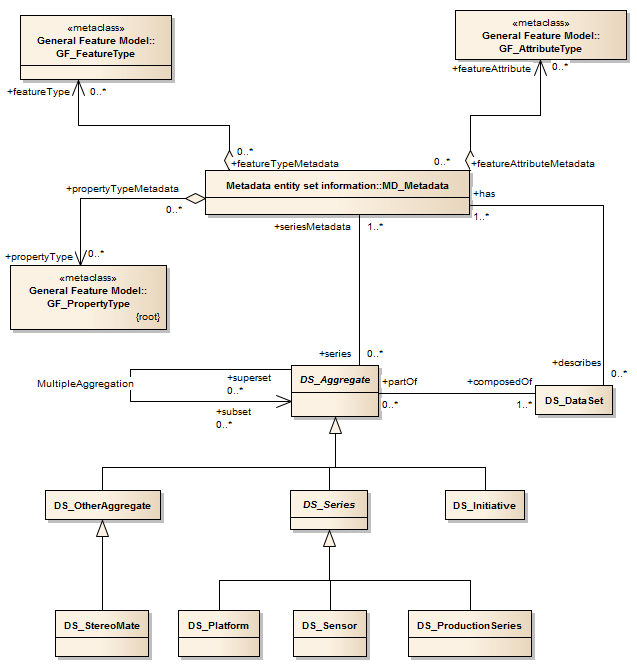 «metaclass»
General Feature Model::
GF_FeatureType
«metaclass»
General Feature Model::
GF_AttributeType
+featureType
0..*
+featureAttribute
0..*
0..*
+featureTypeMetadata
0..*
+featureAttributeMetadata
+propertyTypeMetadata
0..*
Metadata entity set information::MD_Metadata
+has
1..*
+seriesMetadata
1..*
+propertyType
0..*
«metaclass»
General Feature Model::
GF_PropertyType
{root}
+series
0..*
+describes
0..*
MultipleAggregation
+superset
0..*
+subset
0..*
DS_Aggregate
+partOf
0..*
+composedOf
1..*
DS_DataSet
DS_OtherAggregate
DS_Series
DS_Initiative
DS_StereoMate
DS_Platform
DS_Sensor
DS_ProductionSeries